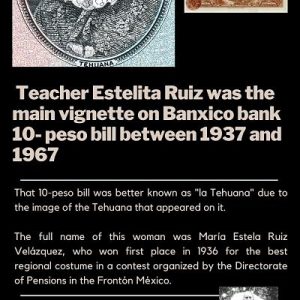 TEHUANA
Teacher Estelita Ruiz was the
main vignette on Banxico bank
10- peso bill between 1937 and
1967
That 10-peso bill was better known as "la Tehuana" due to
the image of the Tehuana that appeared on it.
The full name of this woman was María Estela Ruiz
Velázquez, who won first place in 1936 for the best
regional costume in a contest organized by the Directorate
of Pensions in the Frontón México.